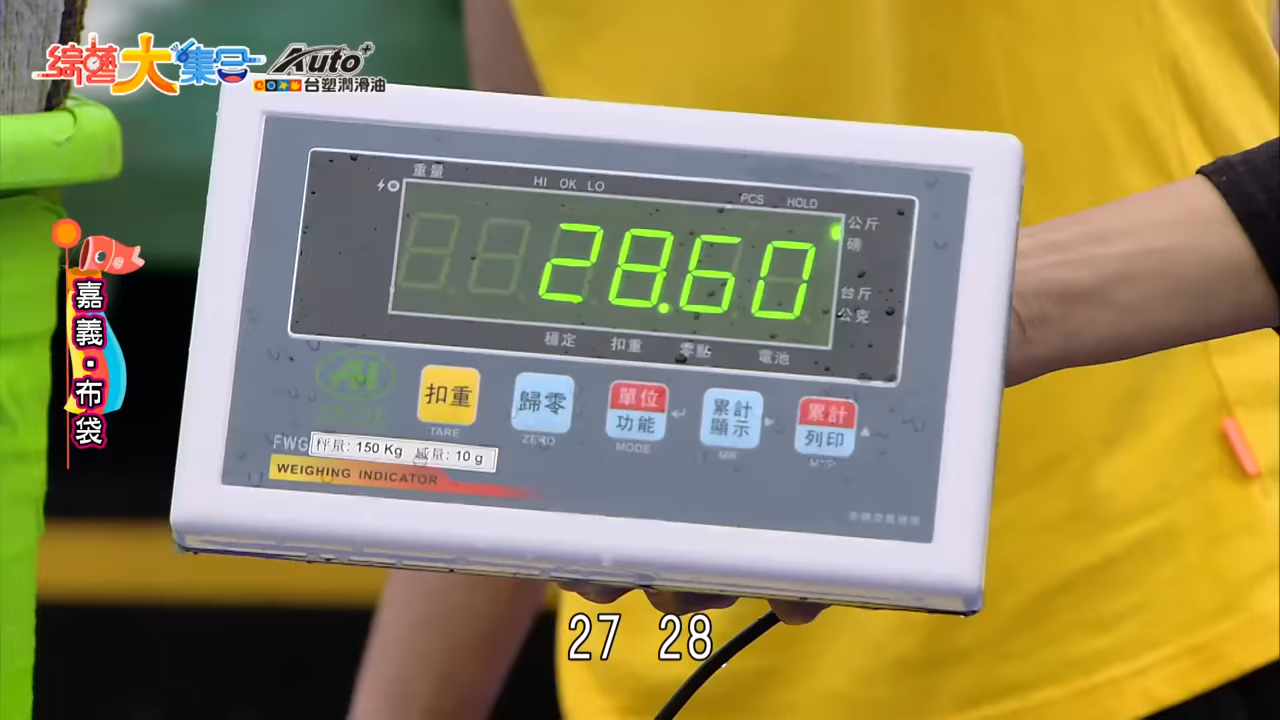 綜藝大集合
Auto+
台塑潤滑油
嘉義·布袋
重量
HI OK LO
PCS HOLD
公斤
磅
28.60
台斤
公克
穩定 扣重 零點 電池
扣重
TARE
歸零
ZERO
單位
功能
MODE
累計
顯示
MR
累計
列印
FWG
秤量: 150 Kg 感量: 10 g
WEIGHING INDICATOR
27 28